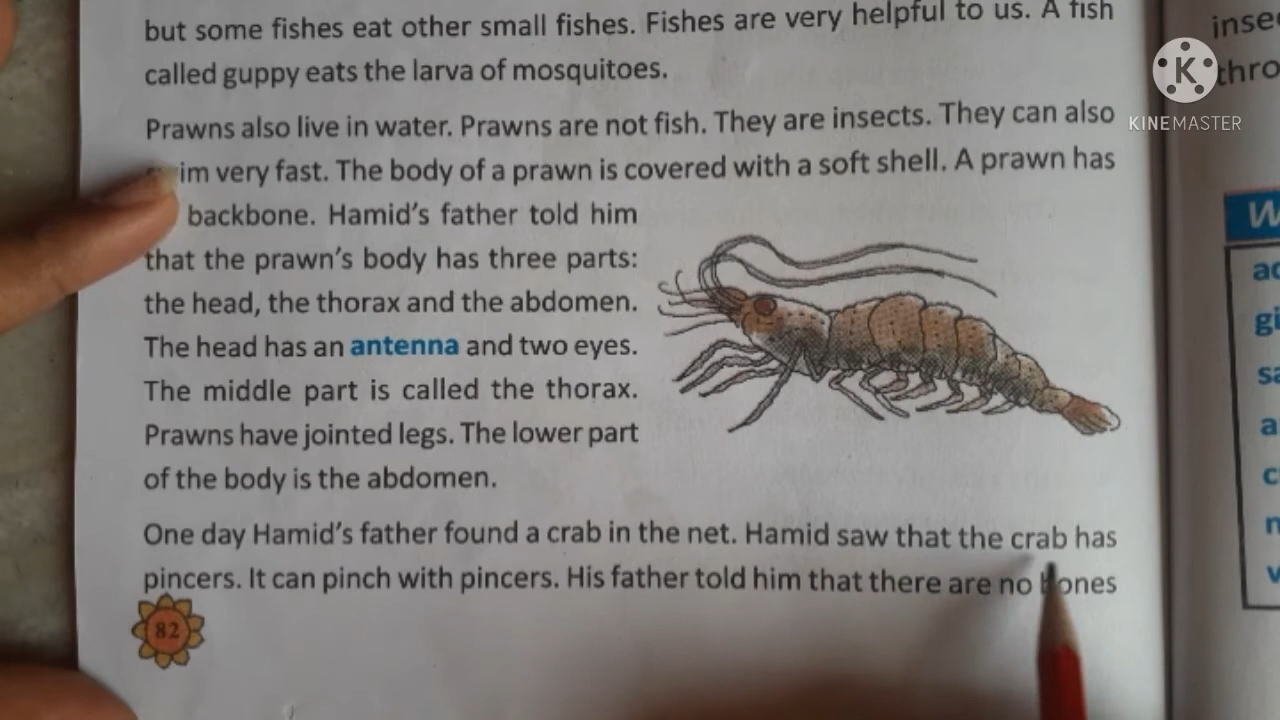 but some fishes eat other small fishes. Fishes are very helpful to us. A fish
called guppy eats the larva of mosquitoes.
Prawns also live in water. Prawns are not fish. They are insects. They can also
im very fast. The body of a prawn is covered with a soft shell. A prawn has
backbone. Hamid's father told him
that the prawn's body has three parts:
the head, the thorax and the abdomen.
The head has an antenna and two eyes.
The middle part is called the thorax.
Prawns have jointed legs. The lower part
of the body is the abdomen.
One day Hamid's father found a crab in the net. Hamid saw that the crab has
pincers. It can pinch with pincers. His father told him that there are no bones
82
K
KINEMASTER